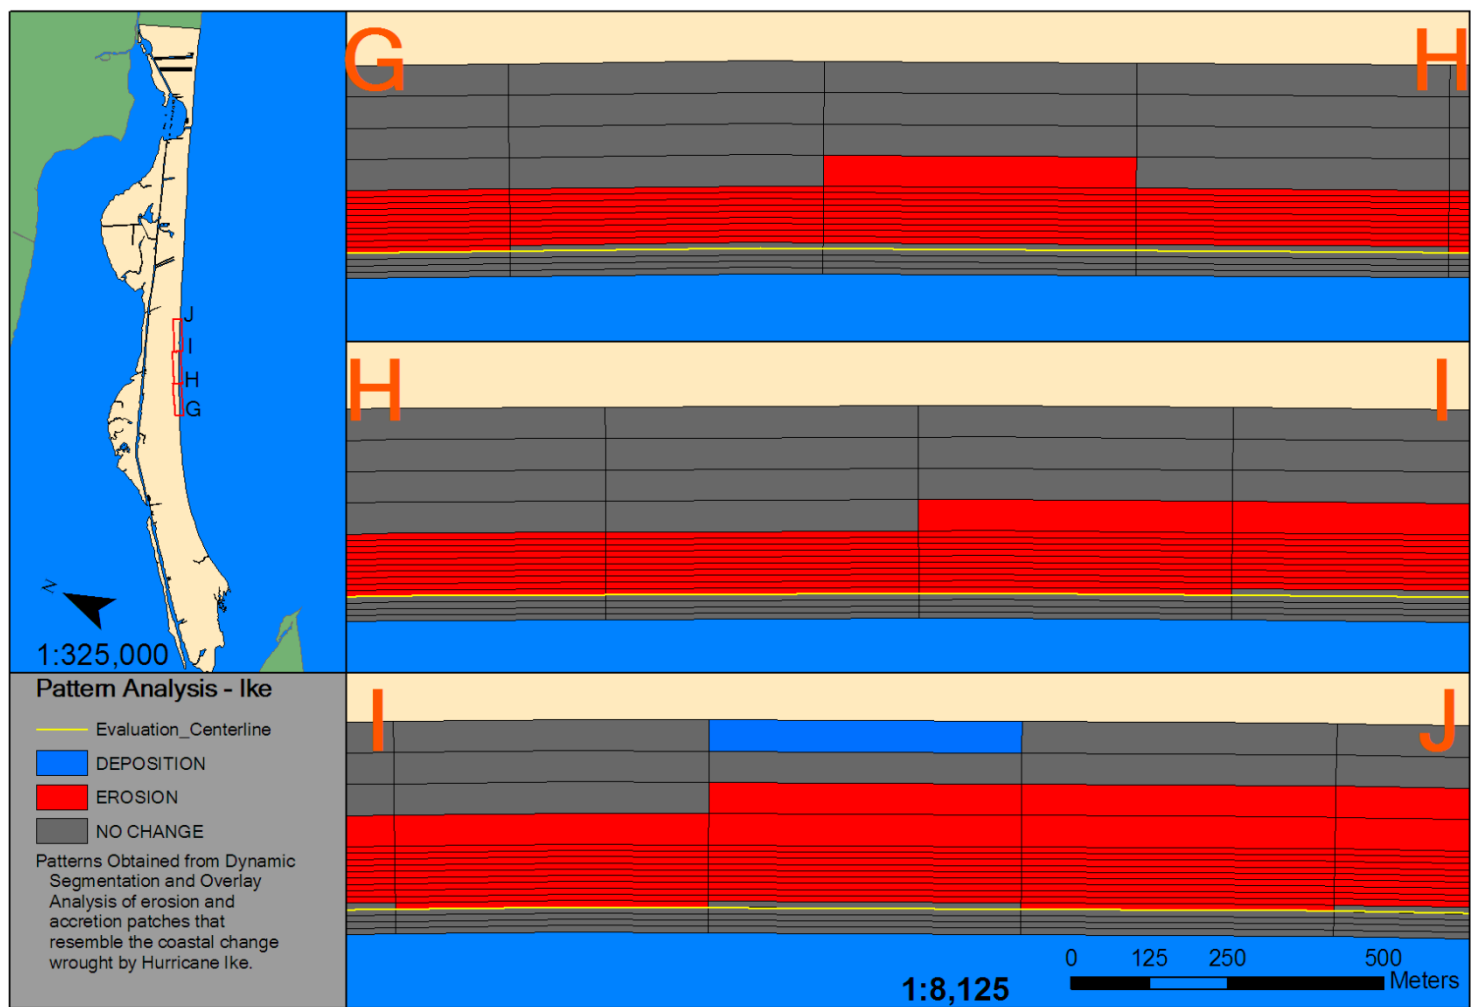 G
H
J
I
H
G
N
1:325,000
H
I
Pattern Analysis - Ike
Evaluation_Centerline
DEPOSITION
EROSION
NO CHANGE
Patterns Obtained from Dynamic
Segmentation and Overlay
Analysis of erosion and
accretion patches that
resemble the coastal change
wrought by Hurricane Ike.
I
J
0 125 250 500
Meters
1:8,125